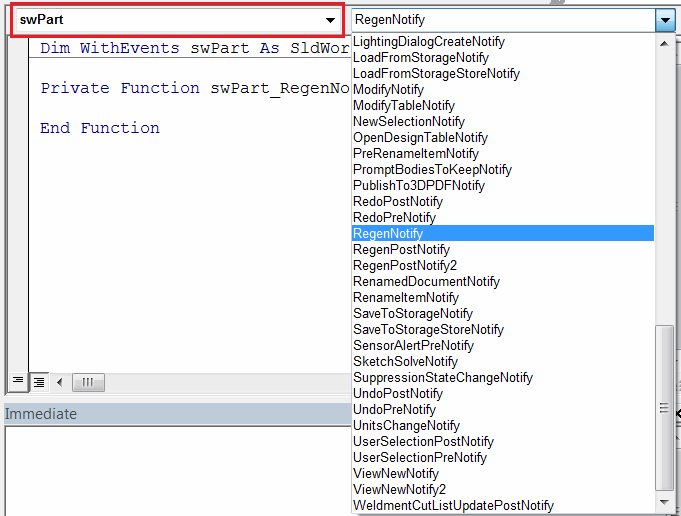 swPart
RegenNotify
Dim WithEvents swPart As SldWor
Private Function swPart_RegenNo
End Function
LightingDialogCreateNotify
LoadFromStorageNotify
LoadFromStorageStoreNotify
ModifyNotify
ModifyTableNotify
NewSelectionNotify
OpenDesignTableNotify
PreRenameItemNotify
PromptBodiesToKeepNotify
PublishTo3DPDFNotify
RedoPostNotify
RedoPreNotify
RegenNotify
RegenPostNotify
RegenPostNotify2
RenamedDocumentNotify
RenameItemNotify
SaveToStorageNotify
SaveToStorageStoreNotify
SensorAlertPreNotify
SketchSolveNotify
SuppressionStateChangeNotify
UndoPostNotify
UndoPreNotify
UnitsChangeNotify
UserSelectionPostNotify
UserSelectionPreNotify
ViewNewNotify
ViewNewNotify2
WeldmentCutListUpdatePostNotify
Immediate